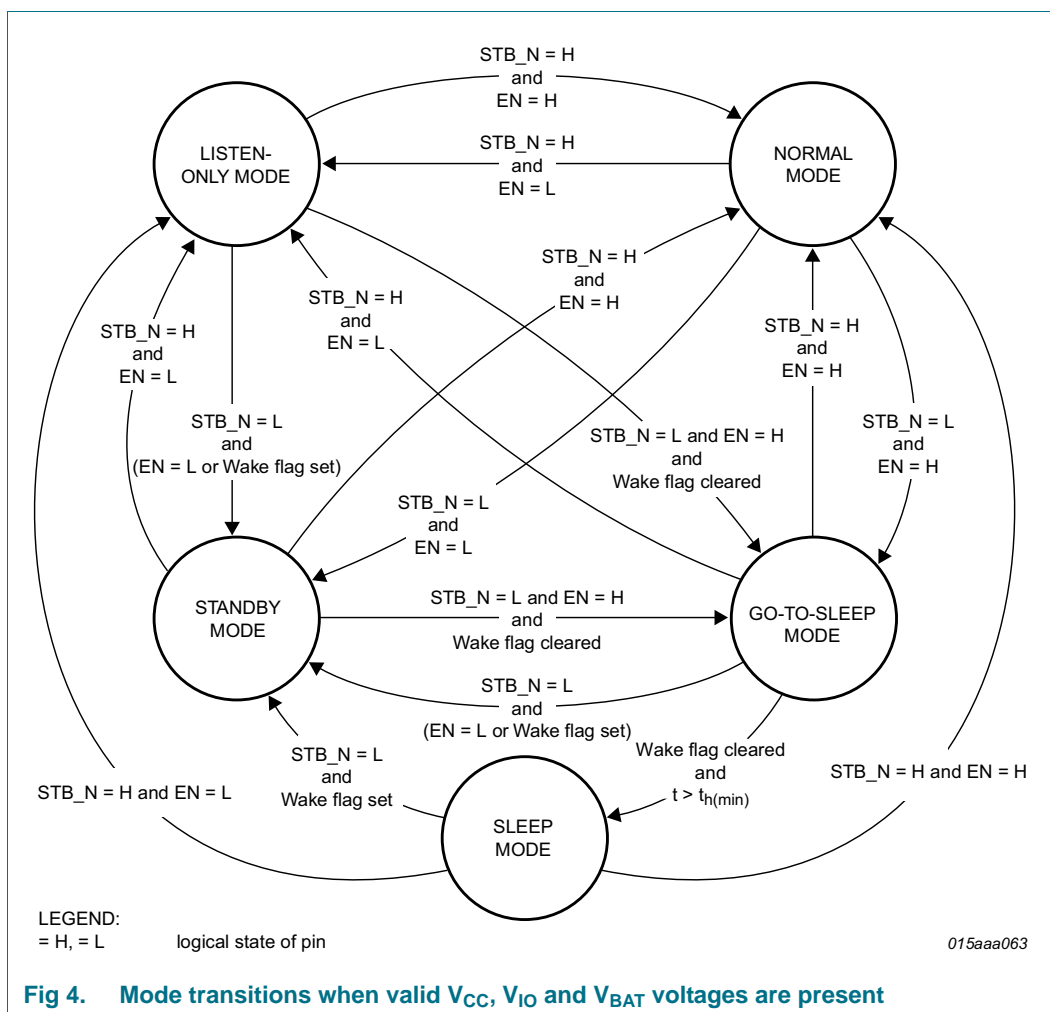 STB_N = H
and
EN = H
LISTEN-
ONLY MODE
STB_N = H
and
EN = L
NORMAL
MODE
STB_N = H
and
EN = H
STB_N = H
and
EN = L
STB_N = H
and
EN = L
STB_N = H
and
EN = H
STB_N = L
and
(EN = L or Wake flag set)
STB_N = L and EN = H
and
Wake flag cleared
STB_N = L
and
EN = H
STB_N = L
and
EN = L
STANDBY
MODE
STB_N = L and EN = H
and
Wake flag cleared
GO-TO-SLEEP
MODE
STB_N = L
and
(EN = L or Wake flag set)
STB_N = L
and
Wake flag set
Wake flag cleared
and
t > th(min)
STB_N = H and EN = L
STB_N = H and EN = H
SLEEP
MODE
LEGEND:
= H, = L logical state of pin
015aaa063
Fig 4. Mode transitions when valid VCC, VIO and VBAT voltages are present